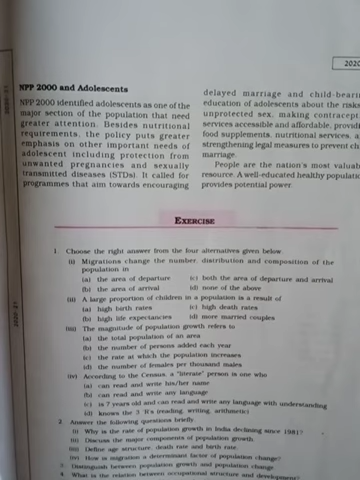 2020
NPP 2000 and Adolescents
NPP 2000 identified adolescents as one of the
major section of the population that need
greater attention. Besides nutritional
requirements, the policy puts greater
emphasis on other important needs of
adolescent including protection from
unwanted pregnancies and sexually
transmitted diseases (STDs). It called for
programmes that aim towards encouraging
delayed marriage and
education of adolescents about the
unprotected sex, making
services accessible and affordable,
food supplements, nutritional services,
strengthening legal measures to prevent
marriage.
People are the nation's most
resource. A well-educated healthy
provides potential power.
EXERCISE
1. Choose the right answer from the four alternatives given below.
(i) Migrations change the number, distribution and composition of the
population in
(a) the area of departure (c) both the area of departure and arrival
(b) the area of arrival (d) none of the above
(ii) A large proportion of children in a population is a result of
(a) high birth rates (c) high death rates
(b) high life expectancies (d) more married couples
(iii) The magnitude of population growth refers to
(a) the total population of an area
(b) the number of persons added each year
(c) the rate at which the population increases
(d) the number of females per thousand males
(iv) According to the Census, a "literate" person is one who
(a) can read and write his/her name
(b) can read and write any language
(c) is 7 years old and can read and write any language with understanding
(d) knows the 3 'R's (reading, writing, arithmetic)
2. Answer the following questions briefly.
(i) Why is the rate of population growth in India declining since 1981?
(ii) Discuss the major components of population growth.
(iii) Define age structure, death rate and birth rate.
(iv) How is migration a determinant factor of population change?
3. Distinguish between population growth and population change.
4. What is the relation between occupational structure and development?
2020-21